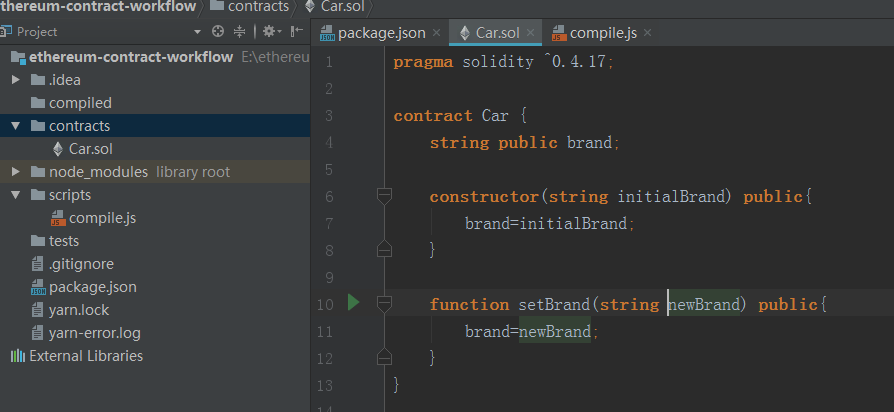 ethereum-contract-workflow contracts Car.sol
Project
ethereum-contract-workflow E:\ethereu
.idea
compiled
contracts
Car.sol
node_modules library root
scripts
compile.js
tests
.gitignore
package.json
yarn.lock
yarn-error.log
External Libraries
package.json Car.sol compile.js
1 pragma solidity ^0.4.17;
2
3 contract Car {
4 string public brand;
5
6 constructor(string initialBrand) public{
7 brand=initialBrand;
8 }
9
10 function setBrand(string newBrand) public{
11 brand=newBrand;
12 }
13 }
14